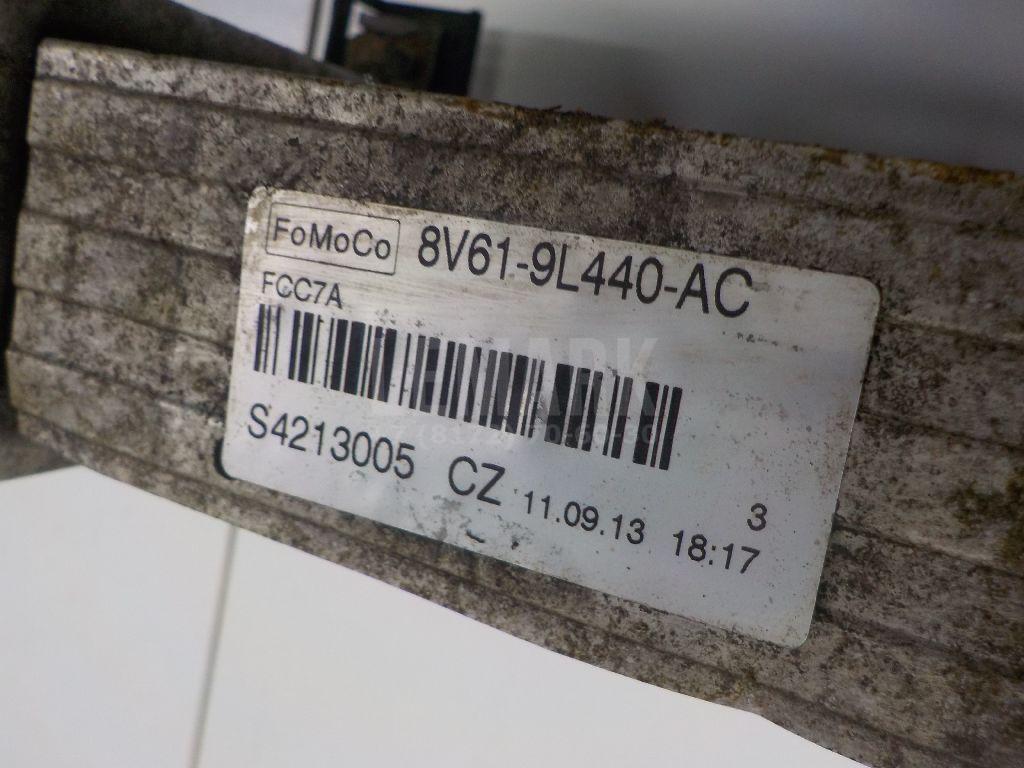 FoMoCo 8V61-9L440-AC
FCC7A
S4213005 CZ 11.09.13 18:17
3